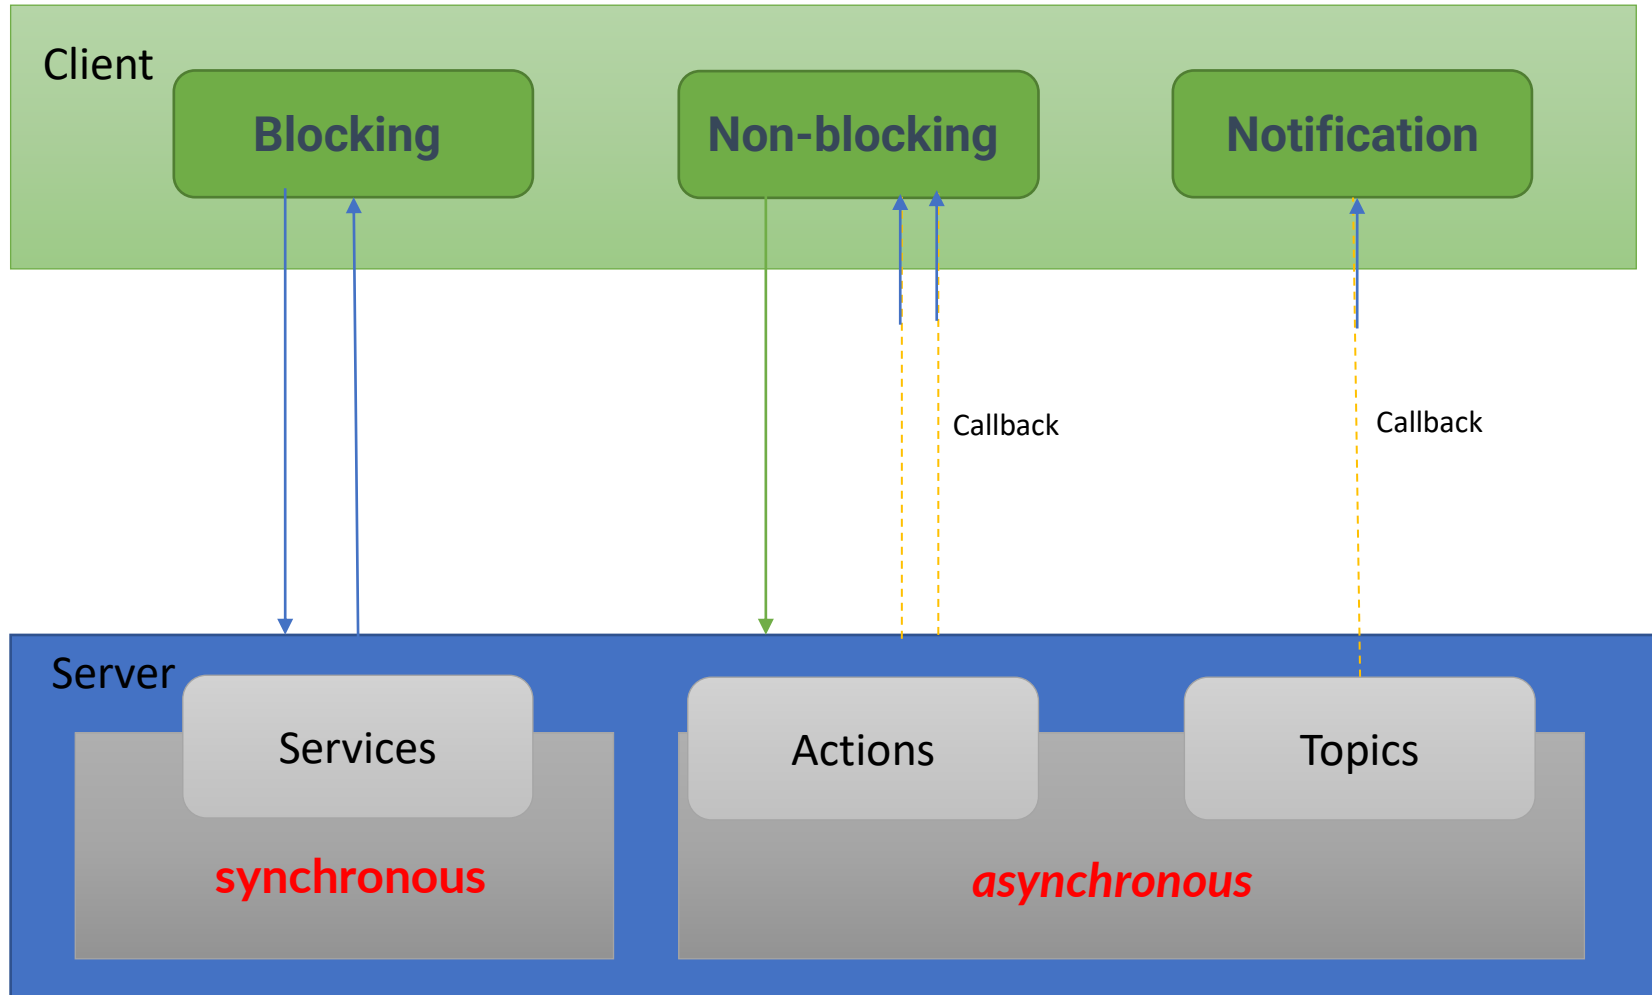 Client
Blocking
Non-blocking
Notification
Callback
Callback
Server
Services
Actions
Topics
synchronous
asynchronous